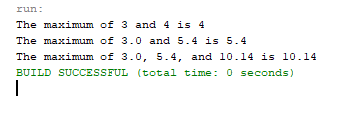 run:
The maximum of 3 and 4 is 4
The maximum of 3.0 and 5.4 is 5.4
The maximum of 3.0, 5.4, and 10.14 is 10.14
BUILD SUCCESSFUL (total time: 0 seconds)